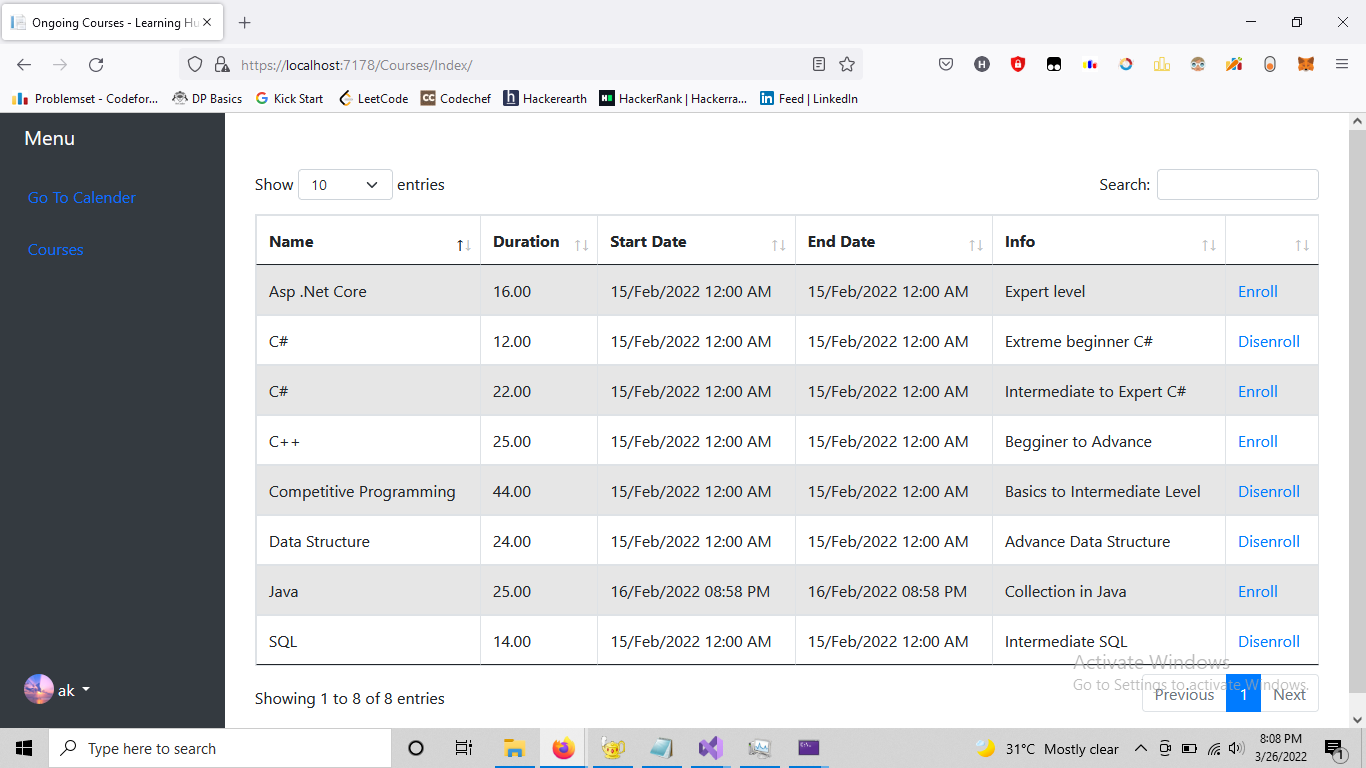 Ongoing Courses - Learning Hu
https://localhost:7178/Courses/Index/
Problemset - Codefor... DP Basics Kick Start LeetCode CC Codechef h Hackerearth HackerRank | Hackerra... in Feed | LinkedIn
Menu
Go To Calender
Courses
Show 10 entries Search:
Name Duration Start Date End Date Info
Asp .Net Core 16.00 15/Feb/2022 12:00 AM 15/Feb/2022 12:00 AM Expert level Enroll
C# 12.00 15/Feb/2022 12:00 AM 15/Feb/2022 12:00 AM Extreme beginner C# Disenroll
C# 22.00 15/Feb/2022 12:00 AM 15/Feb/2022 12:00 AM Intermediate to Expert C# Enroll
C++ 25.00 15/Feb/2022 12:00 AM 15/Feb/2022 12:00 AM Begginer to Advance Enroll
Competitive Programming 44.00 15/Feb/2022 12:00 AM 15/Feb/2022 12:00 AM Basics to Intermediate Level Disenroll
Data Structure 24.00 15/Feb/2022 12:00 AM 15/Feb/2022 12:00 AM Advance Data Structure Disenroll
Java 25.00 16/Feb/2022 08:58 PM 16/Feb/2022 08:58 PM Collection in Java Enroll
SQL 14.00 15/Feb/2022 12:00 AM 15/Feb/2022 12:00 AM Intermediate SQL Disenroll
Activate Windows
Go to Settings to activate Windows.
Showing 1 to 8 of 8 entries Previous 1 Next
ak
Type here to search 31°C Mostly clear 8:08 PM
3/26/2022 1